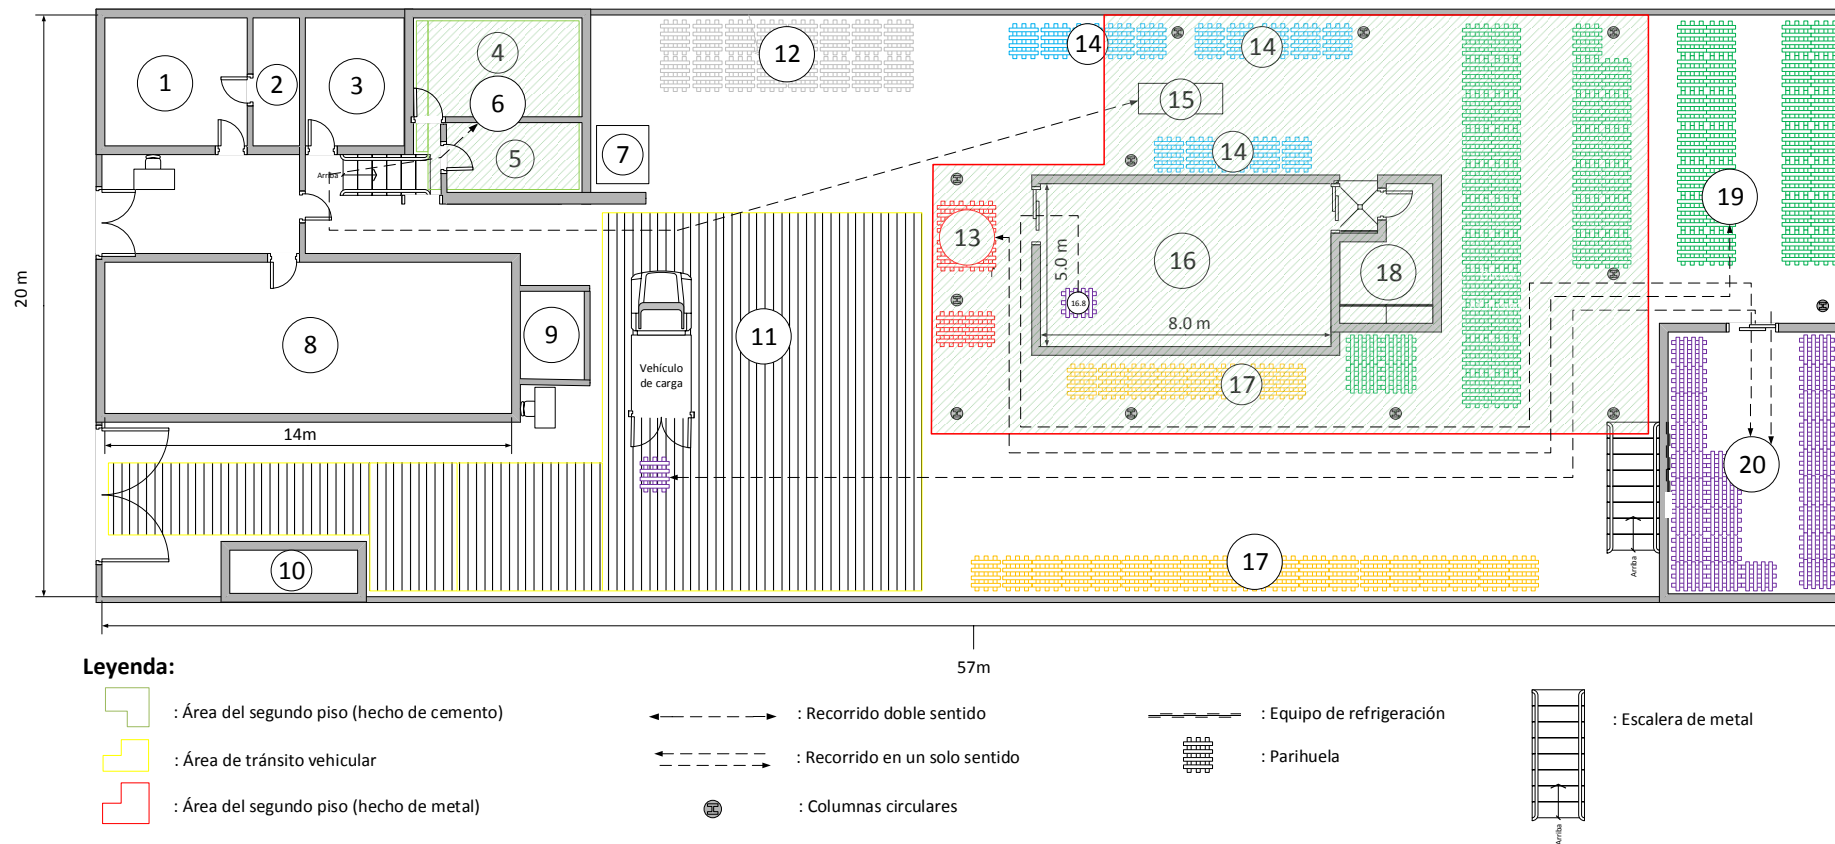 1
2
3
4
5
6
7
8
9
10
11
12
13
14
14
14
15
16
16.8
17
17
18
19
20
Arriba
Vehículo
de carga
20 m
14m
5.0 m
8.0 m
Arriba
57m
Leyenda:
: Área del segundo piso (hecho de cemento)
: Área de tránsito vehicular
: Área del segundo piso (hecho de metal)
: Recorrido doble sentido
: Recorrido en un solo sentido
: Columnas circulares
: Equipo de refrigeración
: Parihuela
: Escalera de metal
Arriba